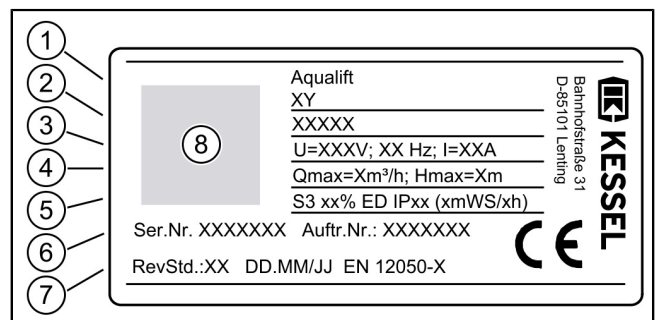 1
2
3
4
5
6
7
8
Aqualift
XY
XXXXX
U=XXXV; XX Hz; I=XXA
Qmax=Xm³/h; Hmax=Xm
S3 xx% ED IPxx (xmWS/xh)
Ser.Nr. XXXXXXX Auftr.Nr.: XXXXXXX
RevStd.:XX DD.MM/JJ EN 12050-X
Bahnhofstraße 31
D-85101 Lenting
KESSEL
CE